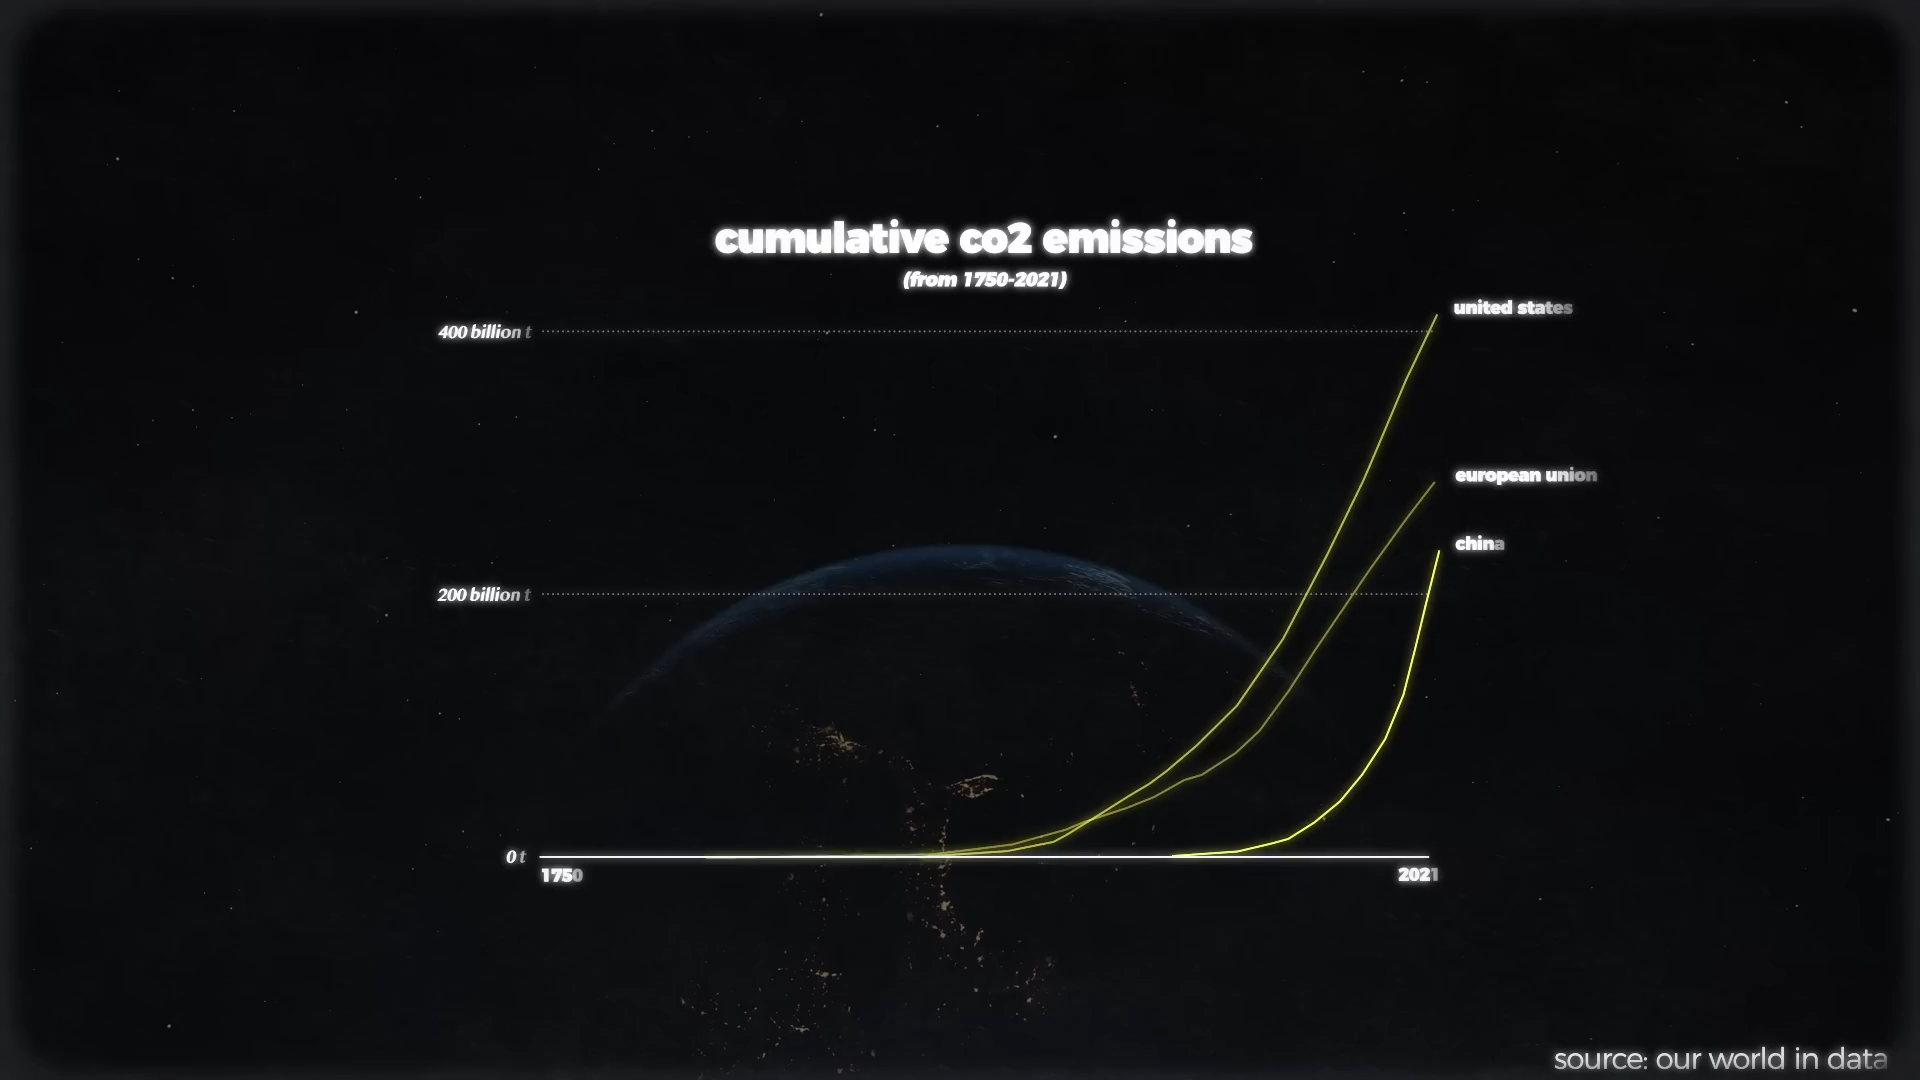 cumulative co2 emissions
(from 1750-2021)
united states
400 billion t
european union
china
200 billion t
0 t
1750
2021
source: our world in data